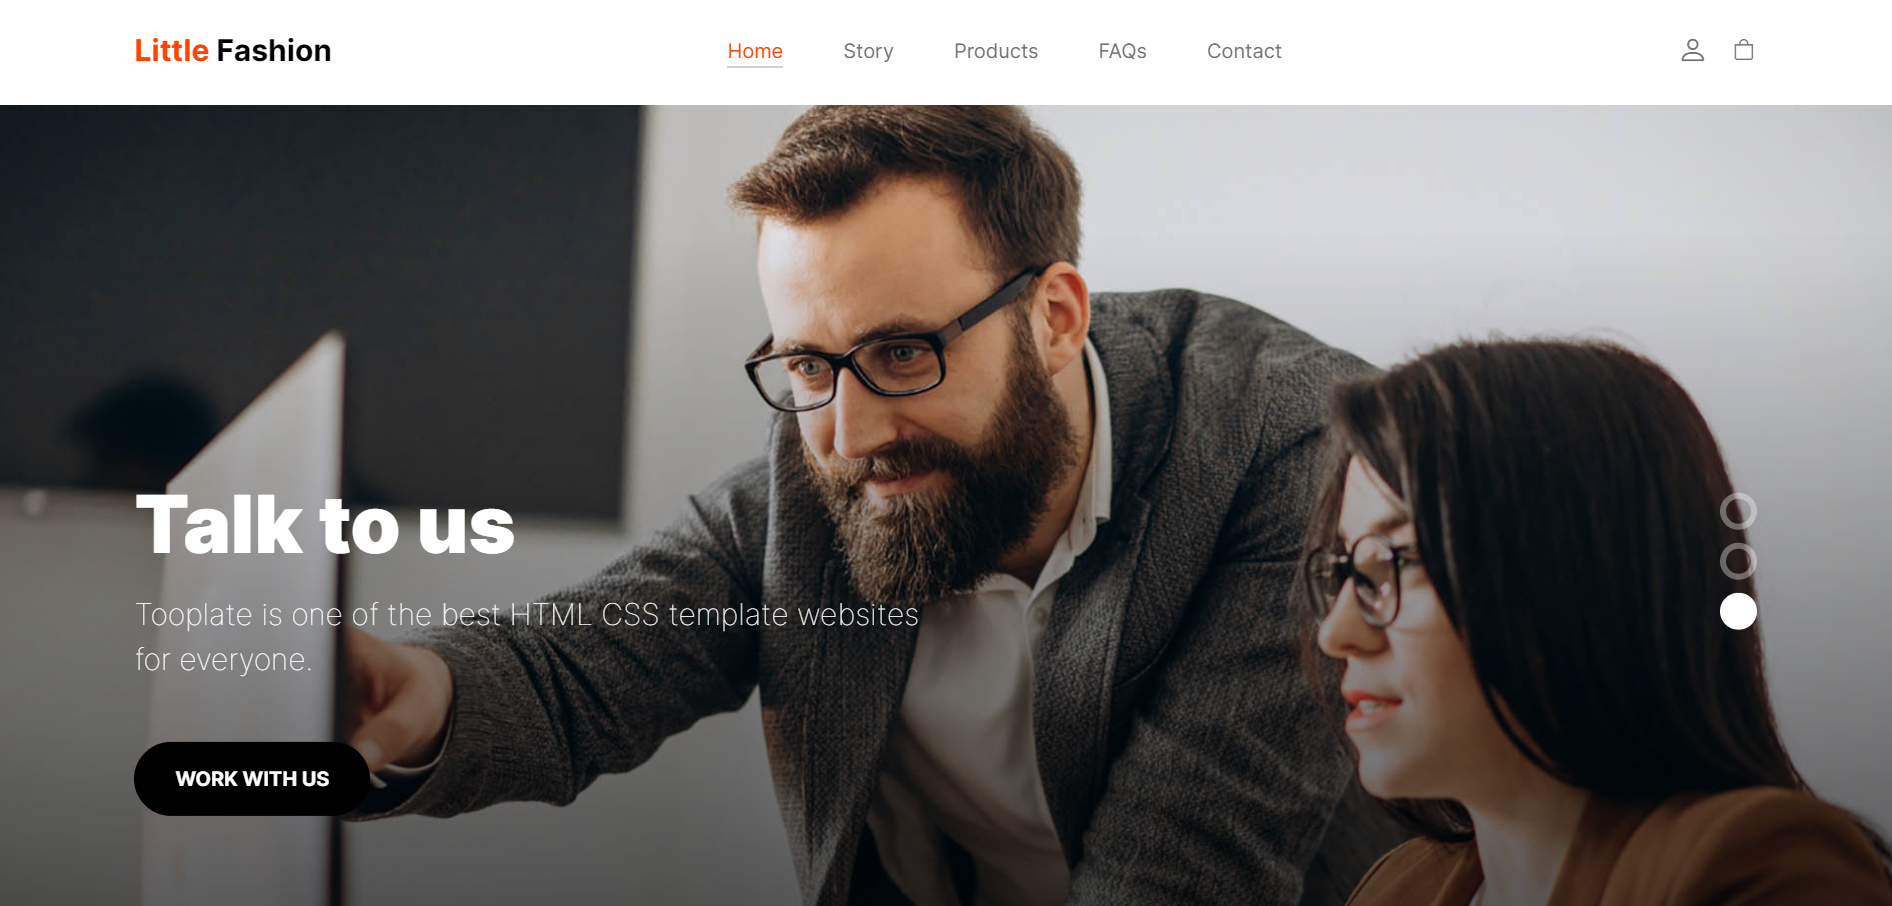 Little Fashion
Home Story Products FAQs Contact
Talk to us
Tooplate is one of the best HTML CSS template websites
for everyone.
WORK WITH US